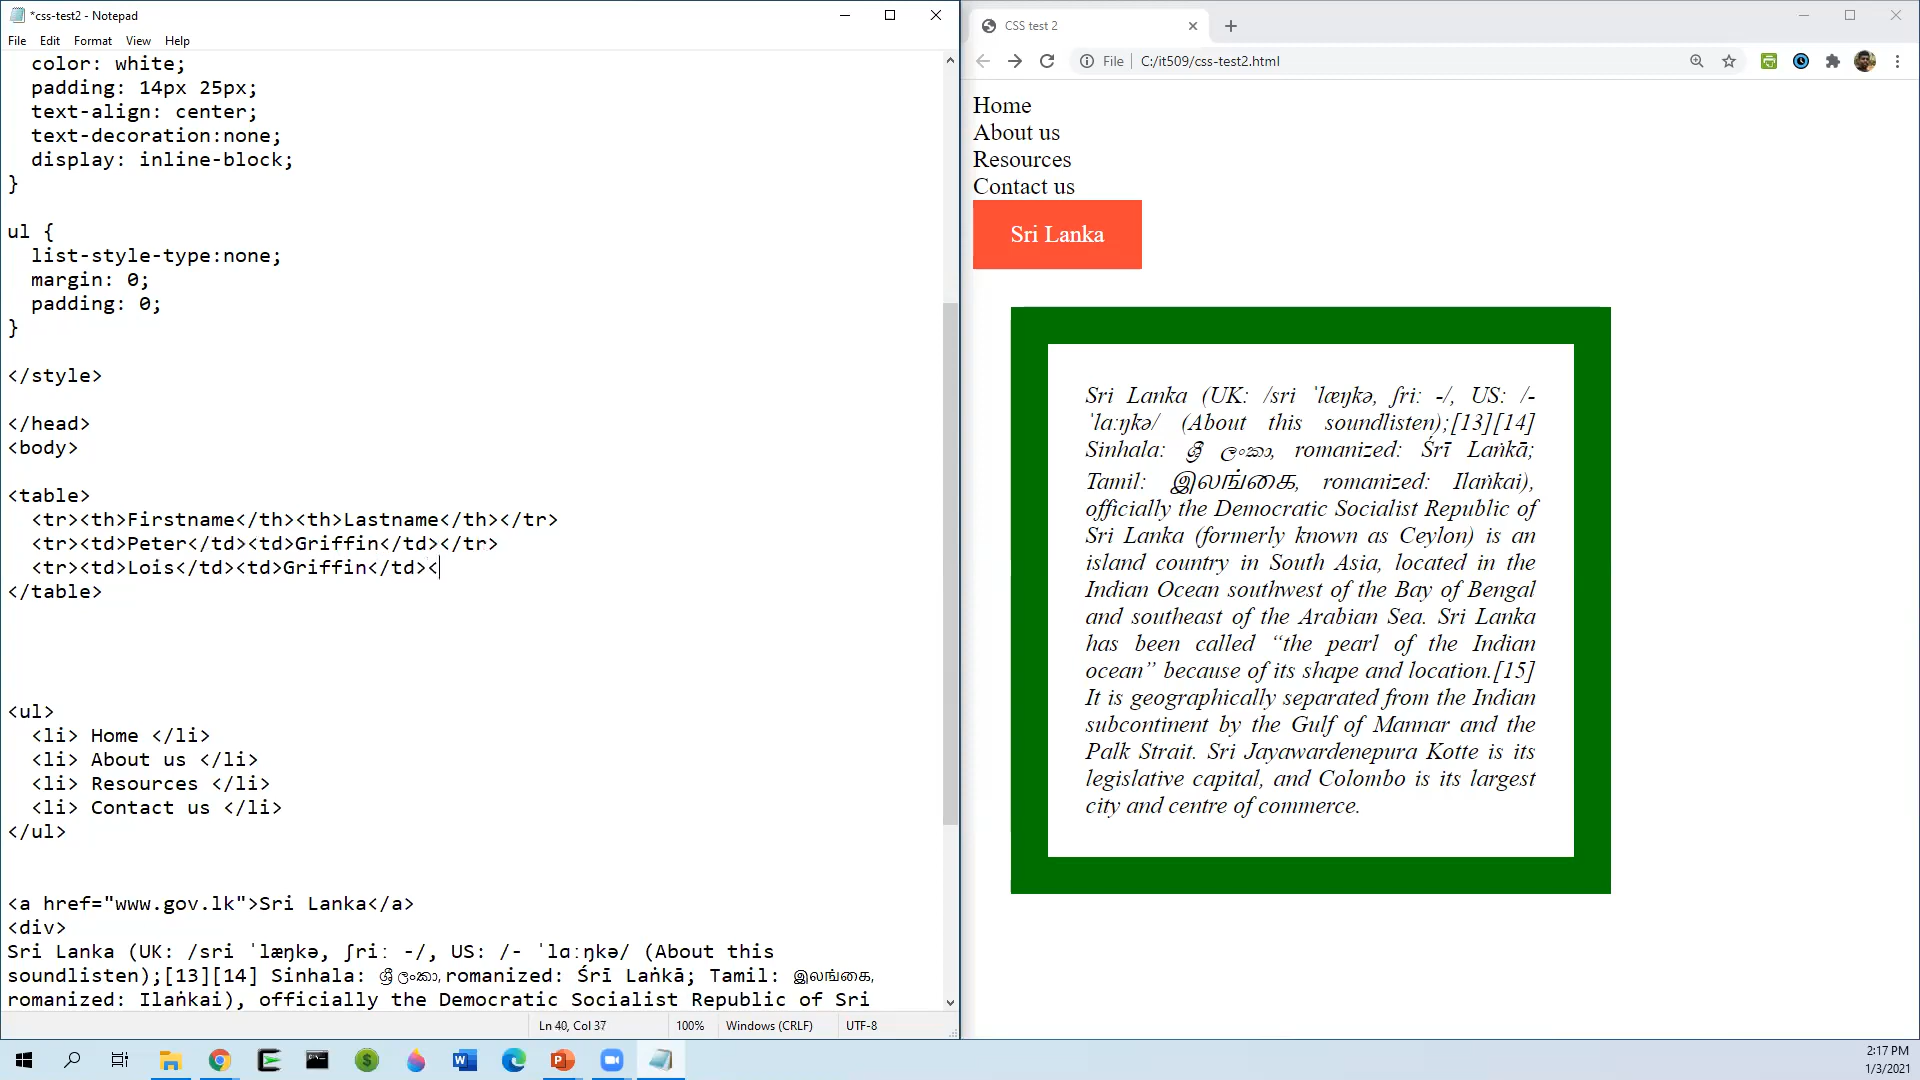 *css-test2 - Notepad
File Edit Format View Help
color: white;
padding: 14px 25px;
text-align: center;
text-decoration:none;
display: inline-block;
}
ul {
list-style-type:none;
margin: 0;
padding: 0;
}
</style>
</head>
<body>
<table>
<tr><th>Firstname</th><th>Lastname</th></tr>
<tr><td>Peter</td><td>Griffin</td></tr>
<tr><td>Lois</td><td>Griffin</td><
</table>
<ul>
<li> Home </li>
<li> About us </li>
<li> Resources </li>
<li> Contact us </li>
</ul>
<a href="www.gov.lk">Sri Lanka</a>
<div>
Sri Lanka (UK: /sri ˈlæŋkə, ʃriː -/, US: /- ˈlɑːŋkə/ (About this
soundlisten);[13][14] Sinhala: ශ්‍රී ලංකා, romanized: Śrī Laṅkā; Tamil: இலங்கை,
romanized: Ilaṅkai), officially the Democratic Socialist Republic of Sri
Ln 40, Col 37 100% Windows (CRLF) UTF-8
CSS test 2
File C:/it509/css-test2.html
Home
About us
Resources
Contact us
Sri Lanka
Sri Lanka (UK: /sri ˈlæŋkə, ʃriː -/, US: /-
ˈlɑːŋkə/ (About this soundlisten);[13][14]
Sinhala: ශ්‍රී ලංකා, romanized: Śrī Laṅkā;
Tamil: இலங்கை, romanized: Ilaṅkai),
officially the Democratic Socialist Republic of
Sri Lanka (formerly known as Ceylon) is an
island country in South Asia, located in the
Indian Ocean southwest of the Bay of Bengal
and southeast of the Arabian Sea. Sri Lanka
has been called “the pearl of the Indian
ocean” because of its shape and location.[15]
It is geographically separated from the Indian
subcontinent by the Gulf of Mannar and the
Palk Strait. Sri Jayawardenepura Kotte is its
legislative capital, and Colombo is its largest
city and centre of commerce.
2:17 PM
1/3/2021